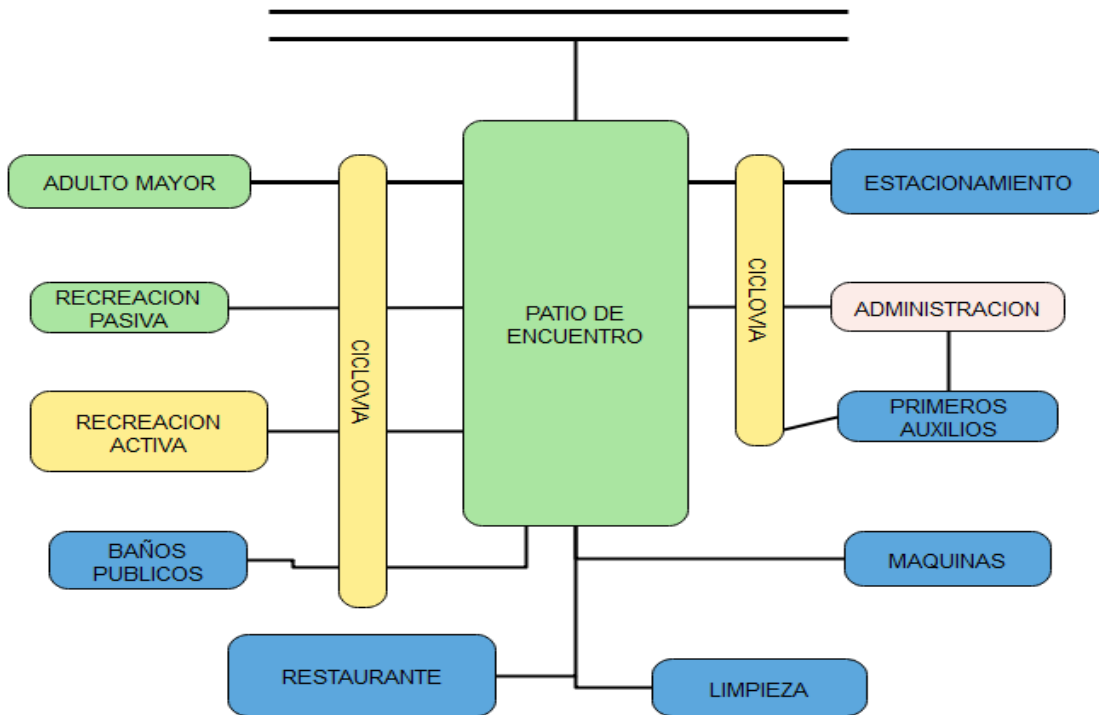 ADULTO MAYOR
ESTACIONAMIENTO
RECREACION
PASIVA
CICLOVIA
PATIO DE
ENCUENTRO
CICLOVIA
ADMINISTRACION
RECREACION
ACTIVA
PRIMEROS
AUXILIOS
BAÑOS
PUBLICOS
MAQUINAS
RESTAURANTE
LIMPIEZA